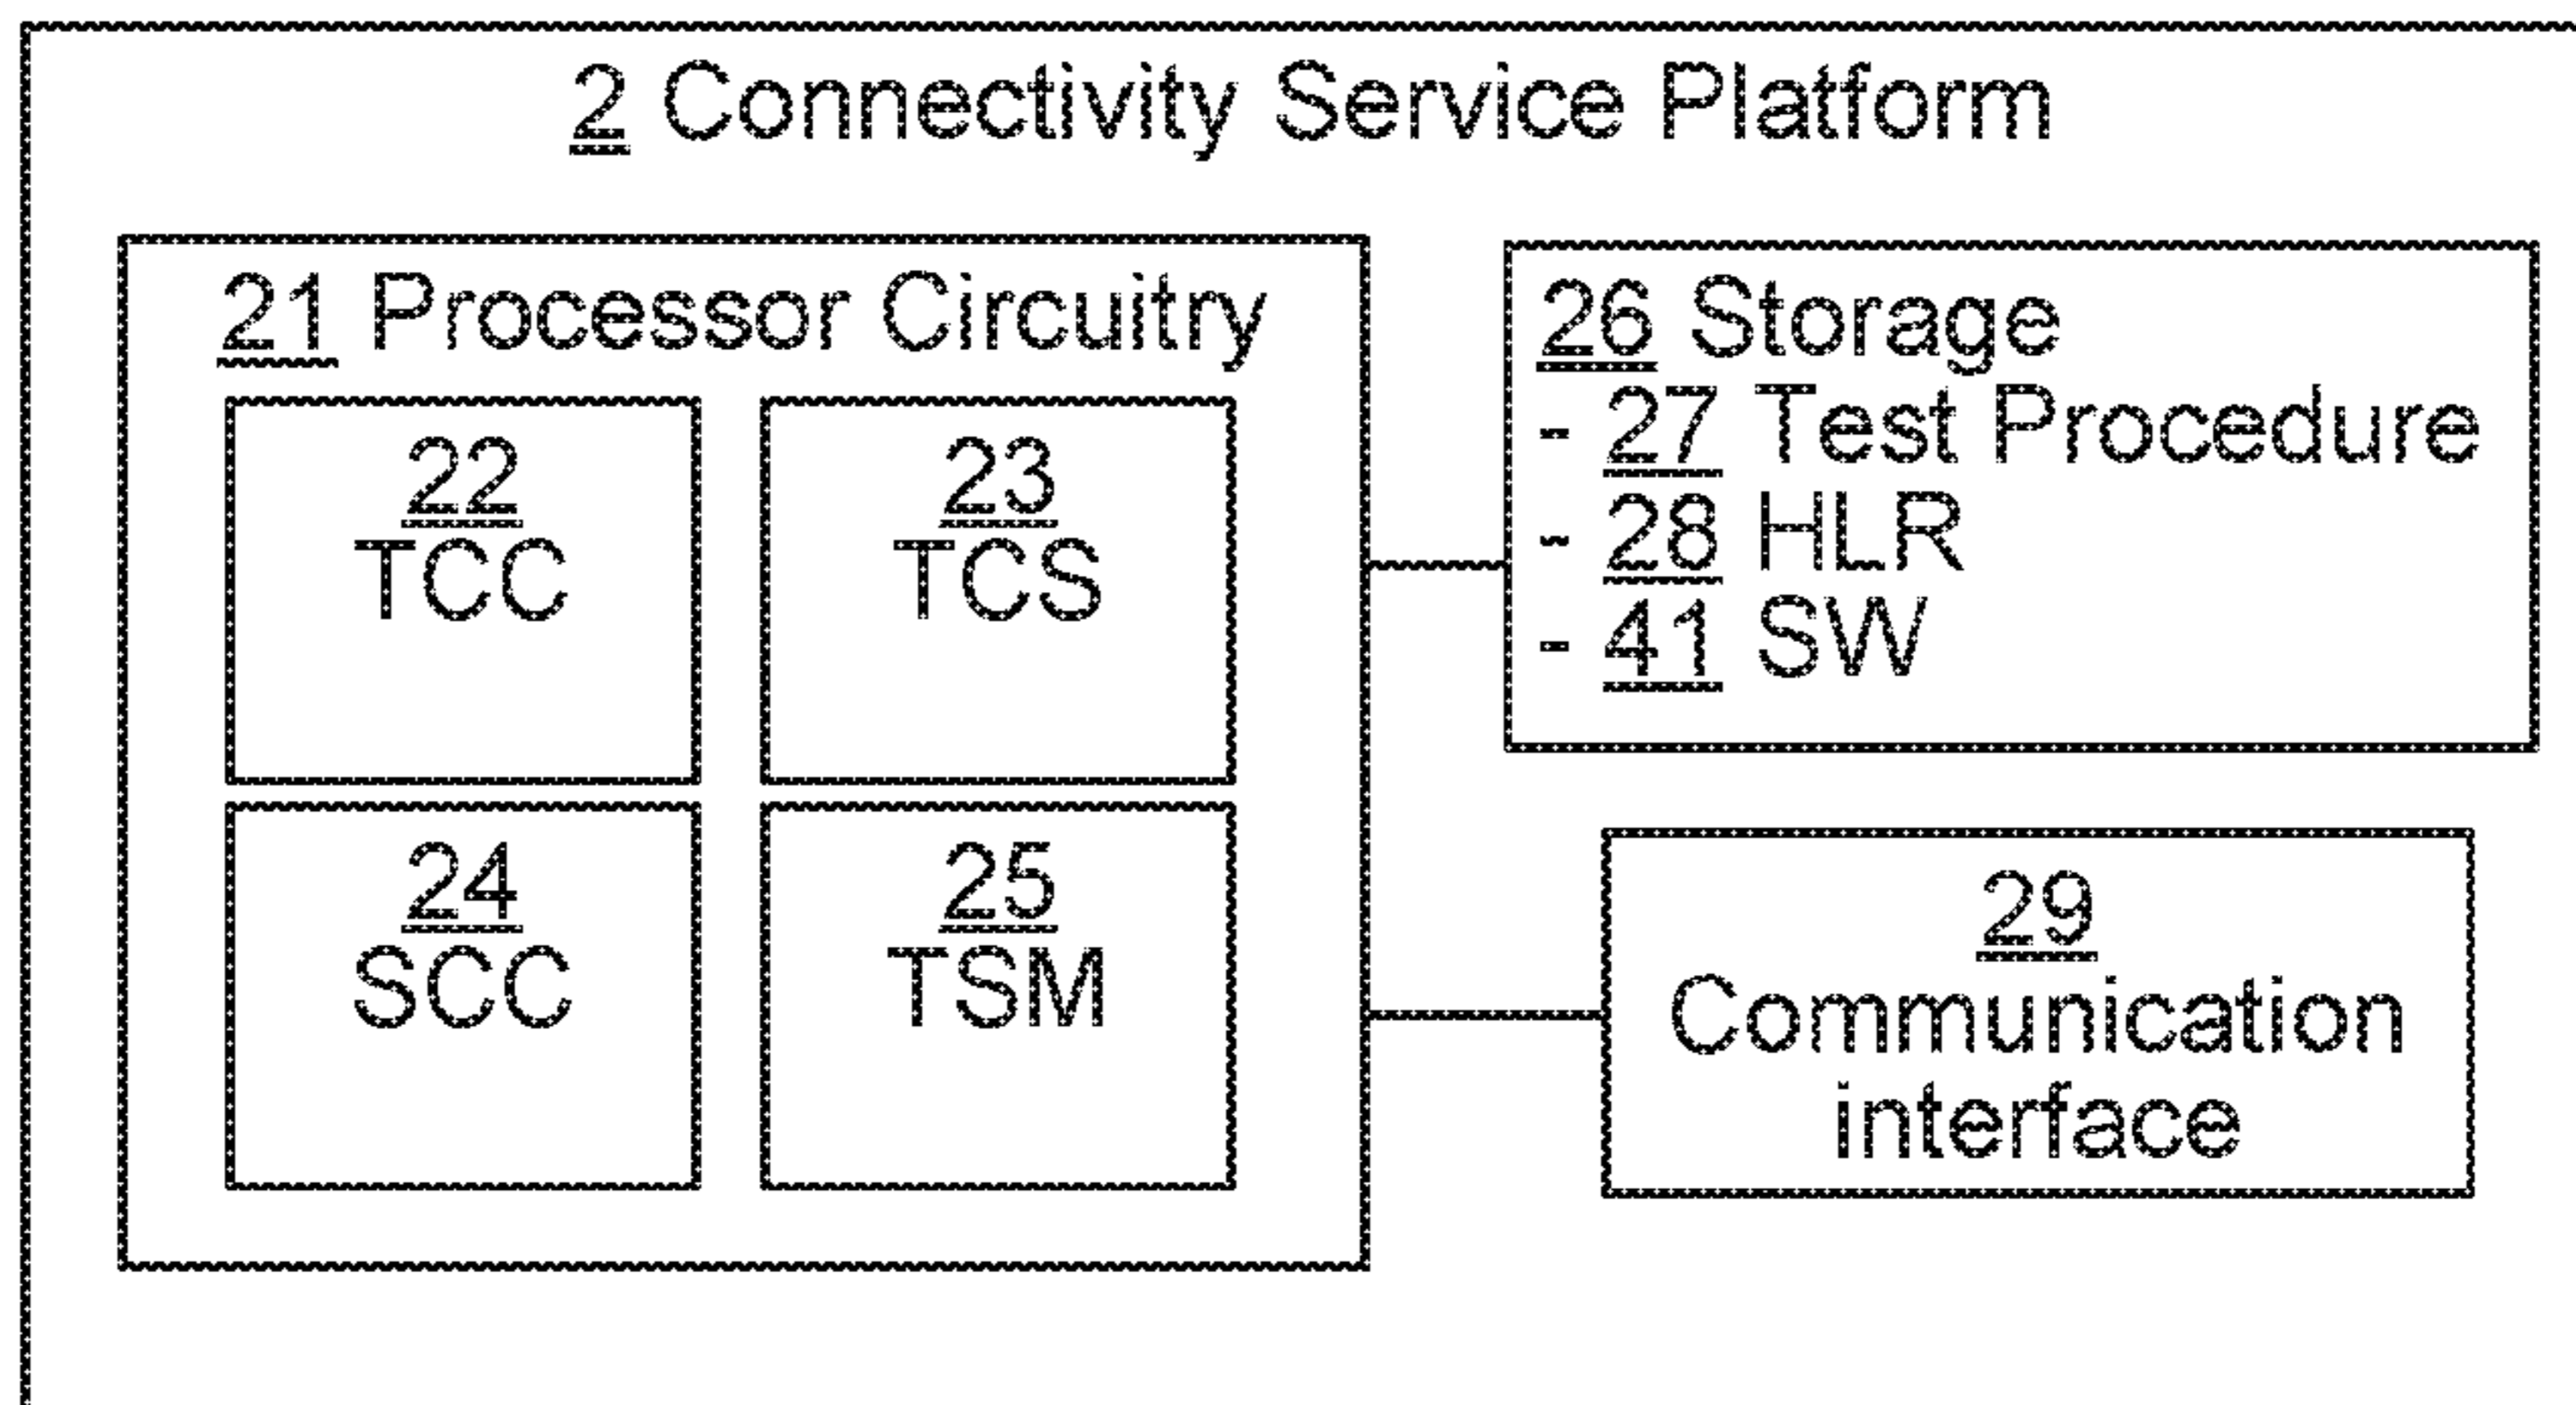 2 Connectivity Service Platform
21 Processor Circuitry
22
TCC
23
TCS
24
SCC
25
TSM
26 Storage
- 27 Test Procedure
- 28 HLR
- 41 SW
29
Communication
interface